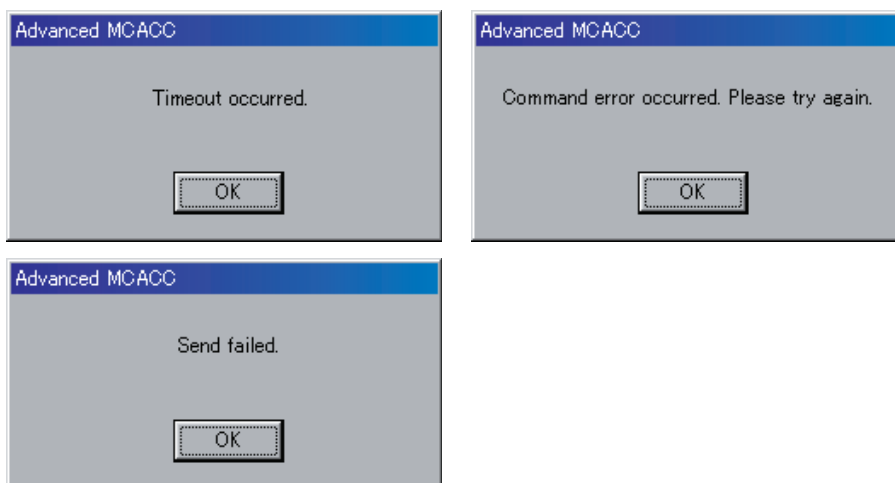 Advanced MCACC
Timeout occurred.
OK
Advanced MCACC
Command error occurred. Please try again.
OK
Advanced MCACC
Send failed.
OK